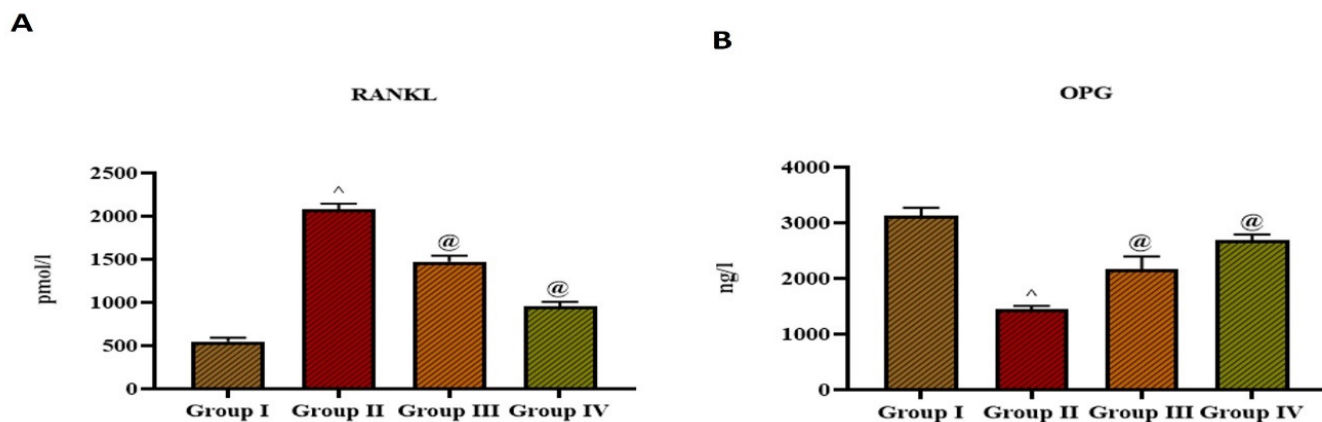 A
RANKL
2500
2000
1500
1000
500
0
pmol/l
^
@
@
Group I Group II Group III Group IV
B
OPG
4000
3000
2000
1000
0
ng/l
^
@
@
Group I Group II Group III Group IV